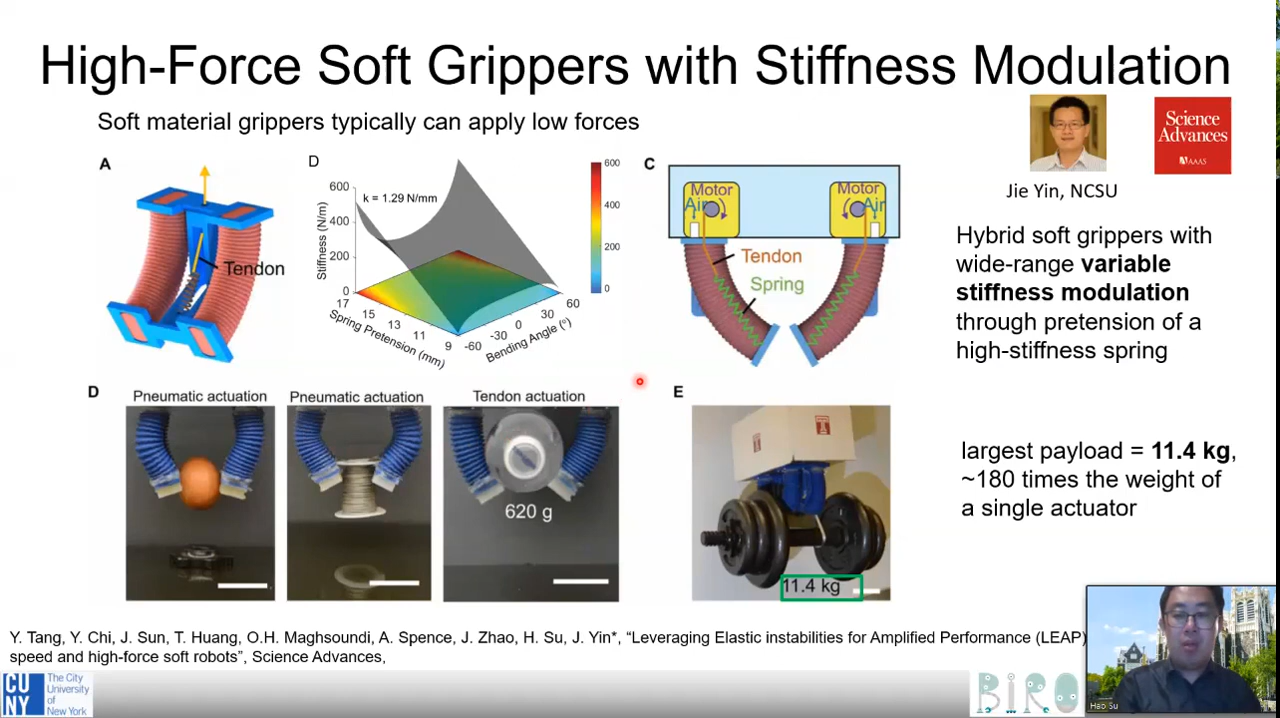 High-Force Soft Grippers with Stiffness Modulation
Soft material grippers typically can apply low forces
Science
Advances
AAAS
Jie Yin, NCSU
A
Tendon
D
k = 1.29 N/mm
600
400
200
0
Stiffness (N/m)
17
15
13
11
9
Spring Pretension (mm)
-60
-30
0
30
60
Bending Angle (°)
600
400
200
0
C
Motor
Air
Motor
Air
Tendon
Spring
Hybrid soft grippers with
wide-range variable
stiffness modulation
through pretension of a
high-stiffness spring
D
Pneumatic actuation
Pneumatic actuation
Tendon actuation
620 g
E
11.4 kg
largest payload = 11.4 kg,
~180 times the weight of
a single actuator
Y. Tang, Y. Chi, J. Sun, T. Huang, O.H. Maghsoundi, A. Spence, J. Zhao, H. Su, J. Yin*, “Leveraging Elastic instabilities for Amplified Performance (LEAP)
speed and high-force soft robots”, Science Advances,
CU
NY
The City
University
of
New York
BIRO
Hao Su